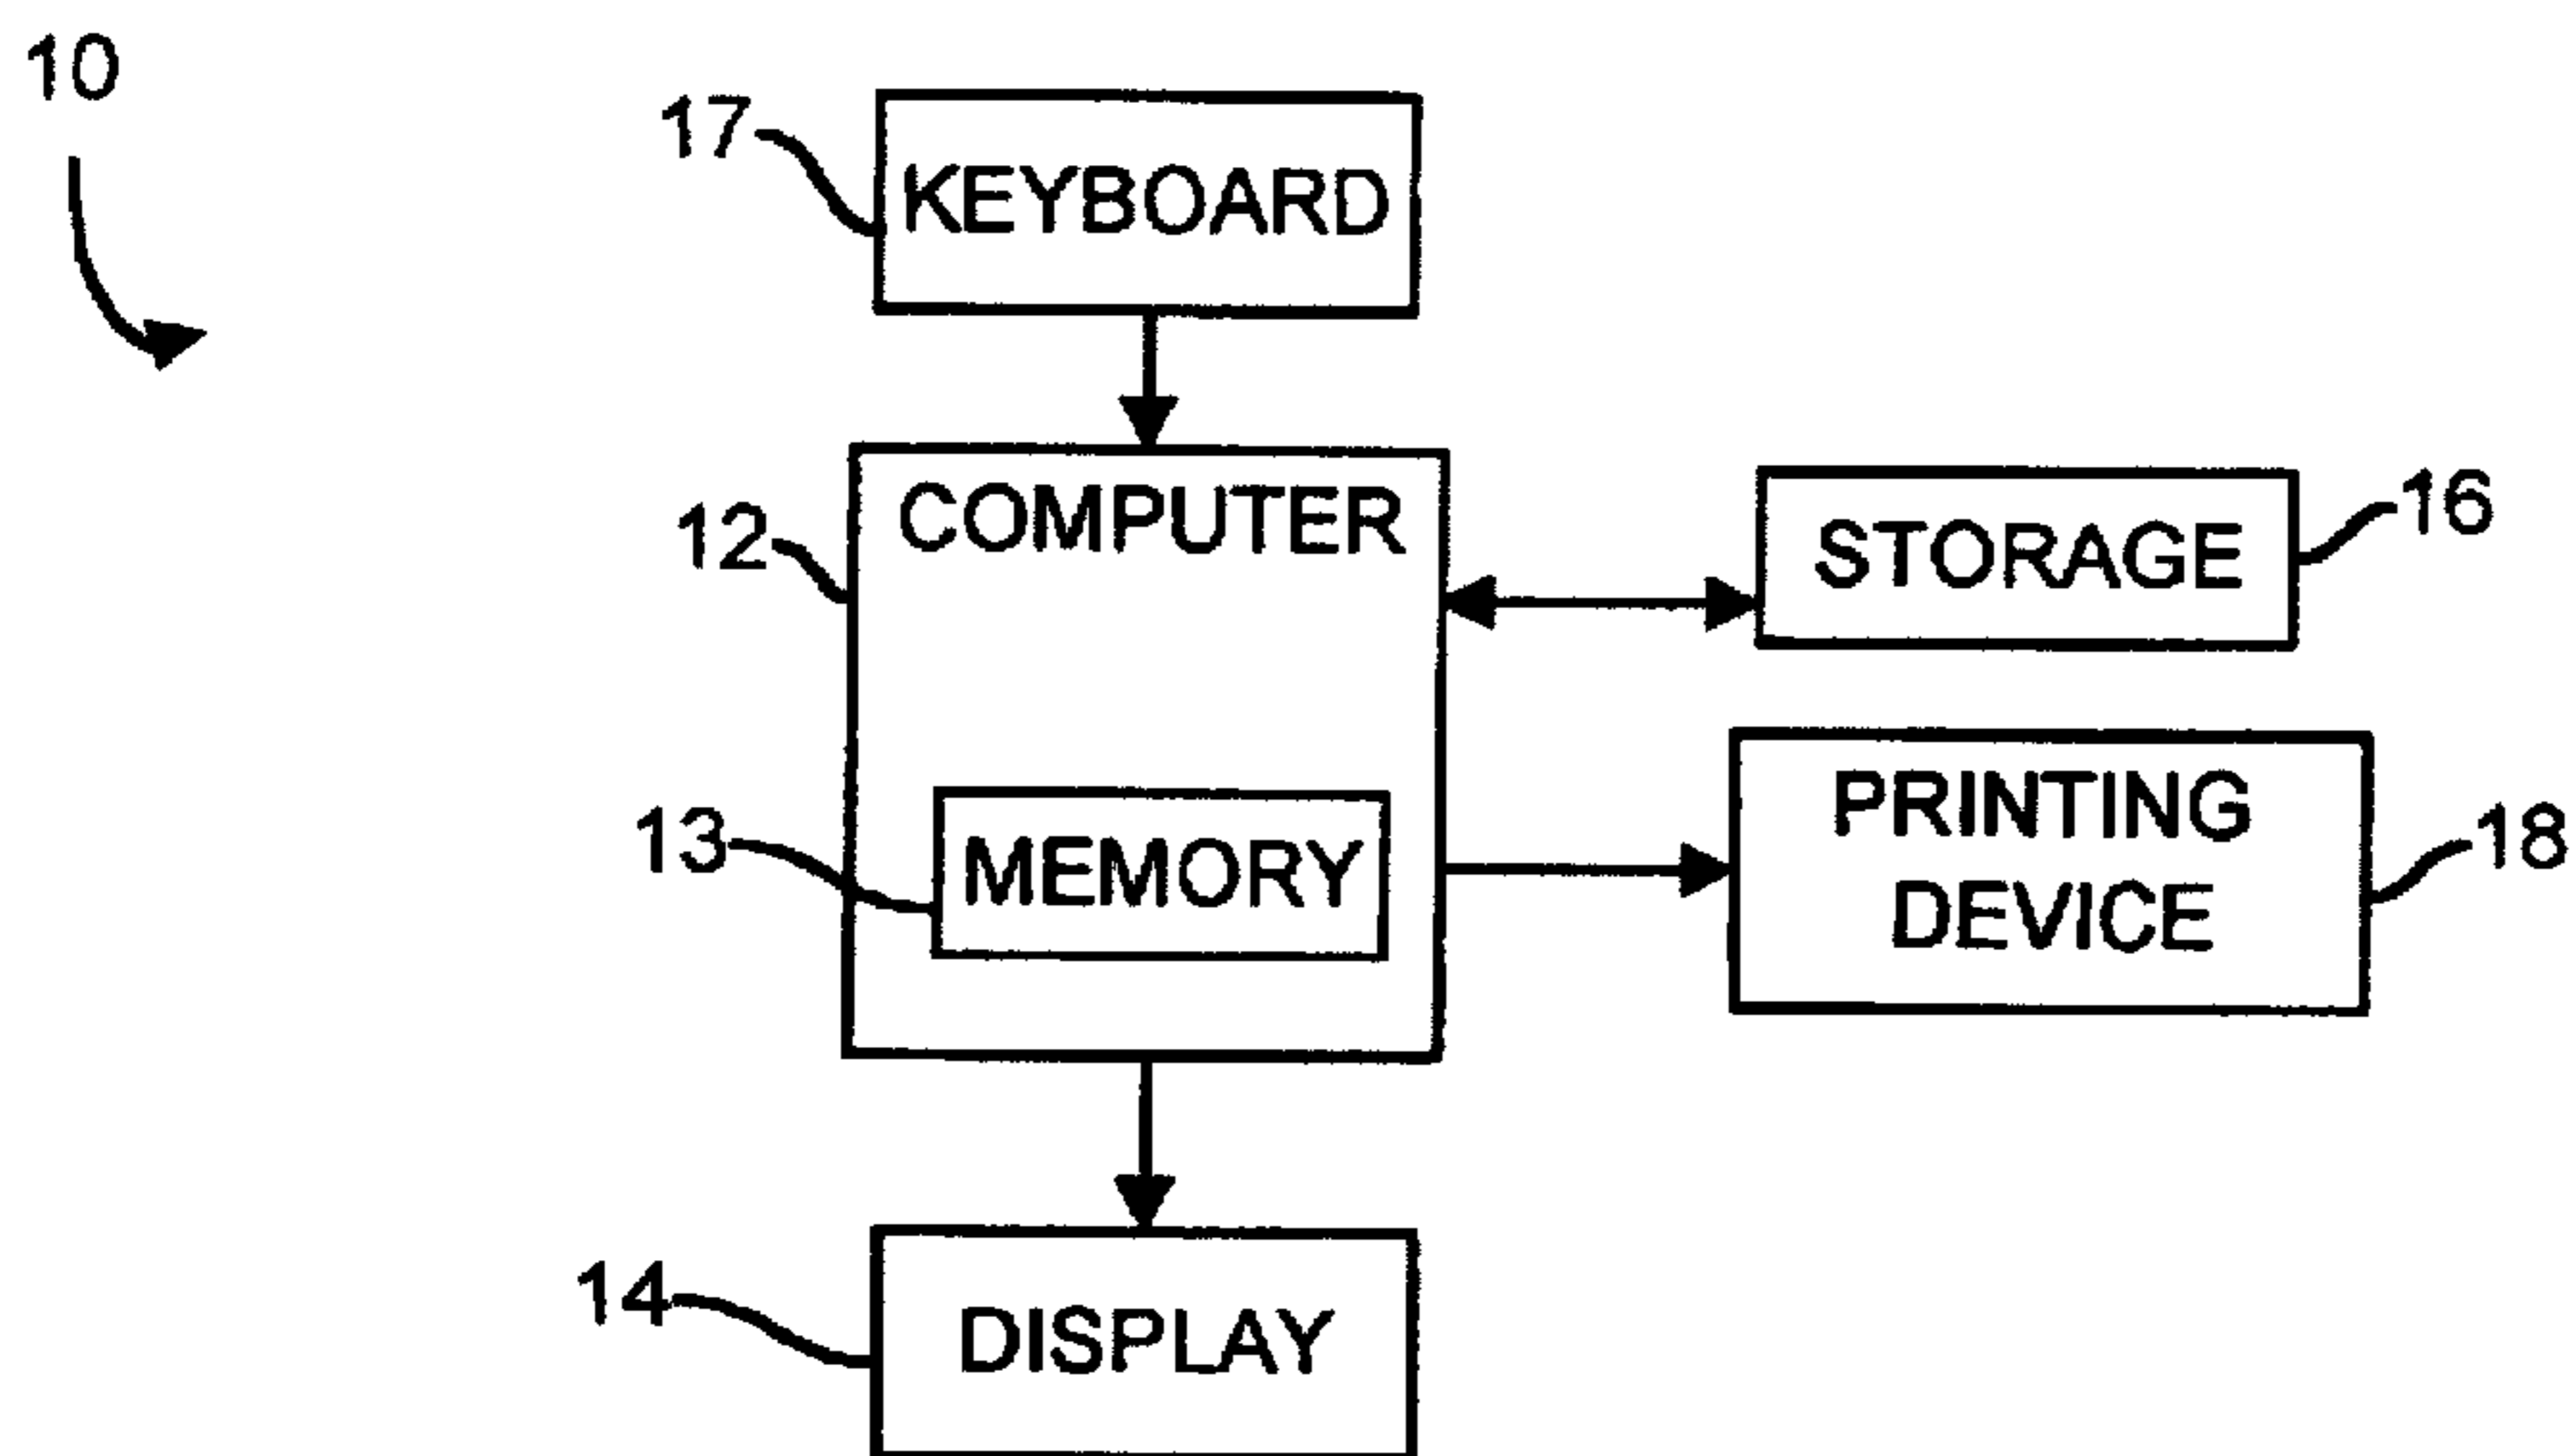 10
17
KEYBOARD
12
COMPUTER
STORAGE
16
13
MEMORY
PRINTING
DEVICE
18
14
DISPLAY